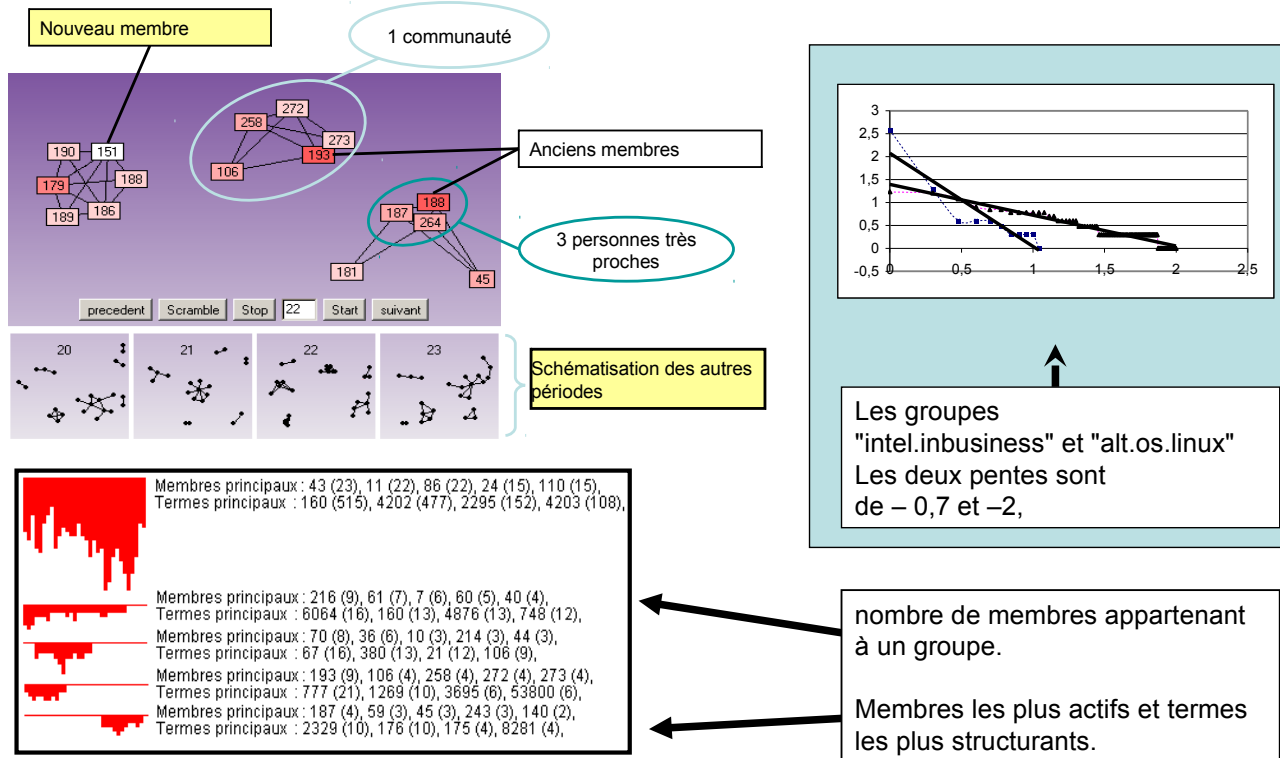 Nouveau membre
1 communauté
272
258
273
193
106
190
151
179
188
189
186
Anciens membres
188
187
264
181
45
3 personnes très
proches
precedent Scramble Stop 22 Start suivant
20
21
22
23
Schématisation des autres
périodes
3
2,5
2
1,5
1
0,5
0
-0,5
0 0,5 1 1,5 2 2,5
Les groupes
"intel.inbusiness" et "alt.os.linux"
Les deux pentes sont
de – 0,7 et –2,
Membres principaux : 43 (23), 11 (22), 86 (22), 24 (15), 110 (15),
Termes principaux : 160 (515), 4202 (477), 2295 (152), 4203 (108),
Membres principaux : 216 (9), 61 (7), 7 (6), 60 (5), 40 (4),
Termes principaux : 6064 (16), 160 (13), 4876 (13), 748 (12),
Membres principaux : 70 (8), 36 (6), 10 (3), 214 (3), 44 (3),
Termes principaux : 67 (16), 380 (13), 21 (12), 106 (9),
Membres principaux : 193 (9), 106 (4), 258 (4), 272 (4), 273 (4),
Termes principaux : 777 (21), 1269 (10), 3695 (6), 53800 (6),
Membres principaux : 187 (4), 59 (3), 45 (3), 243 (3), 140 (2),
Termes principaux : 2329 (10), 176 (10), 175 (4), 8281 (4),
nombre de membres appartenant
à un groupe.
Membres les plus actifs et termes
les plus structurants.